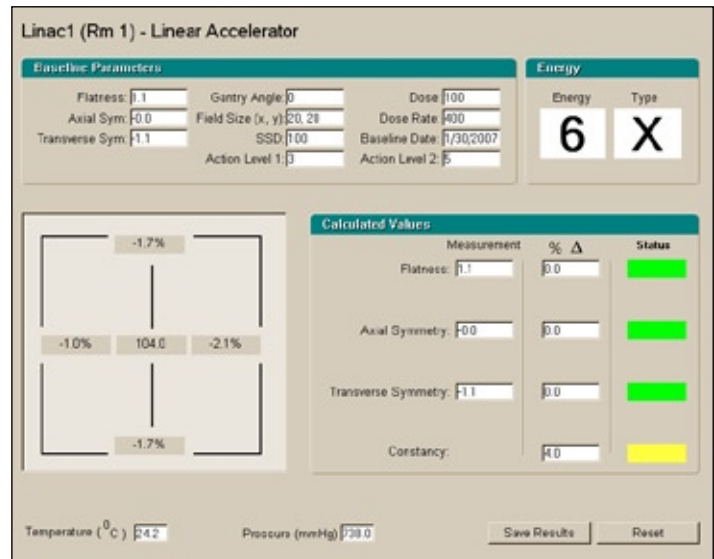 Linac1 (Rm 1) - Linear Accelerator
Baseline Parameters
Flatness: 1.1 Gantry Angle: 0 Dose 100
Axial Sym: -0.0 Field Size (x, y): 20, 20 Dose Rate 400
Transverse Sym: -1.1 SSD: 100 Baseline Date: 1/30/2007
Action Level 1: 3 Action Level 2: 5
Energy
Energy Type
6 X
-1.7%
-1.0% 104.0 -2.1%
-1.7%
Calculated Values
Measurement % Δ Status
Flatness: 1.1 0.0
Axial Symmetry: -0.0 0.0
Transverse Symmetry: -1.1 0.0
Constancy: 4.0
Temperature (⁰C) 24.2 Pressure (mmHg) 738.0 Save Results Reset